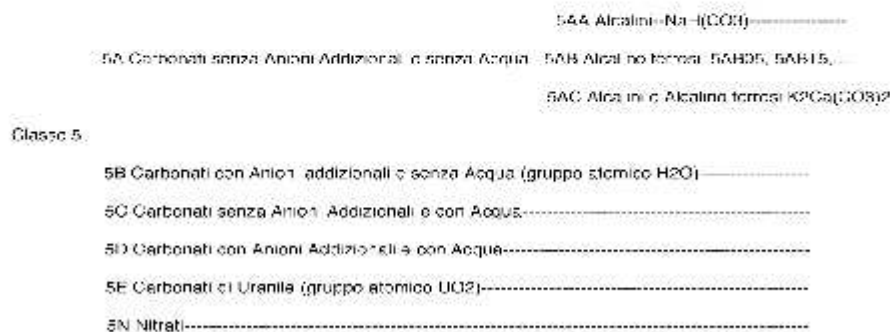 5AA Alcalini--NaH(CO3)----------------
5A Carbonati senza Anioni Addizionali e senza Acqua 5AB Alcalino terrosi 5AB05, 5AB15,...
5AC Alcalini e Alcalino terrosi K2Ca(CO3)2
Classe 5
5B Carbonati con Anioni addizionali e senza Acqua (gruppo atomico H2O)------------------
5C Carbonati senza Anioni Addizionali e con Acqua------------------------------------------------
5D Carbonati con Anioni Addizionali e con Acqua----------------------------------------------------
5E Carbonati di Uranile (gruppo atomico UO2)-------------------------------------------------------
5N Nitrati--------------------------------------------------------------------------------------------------------